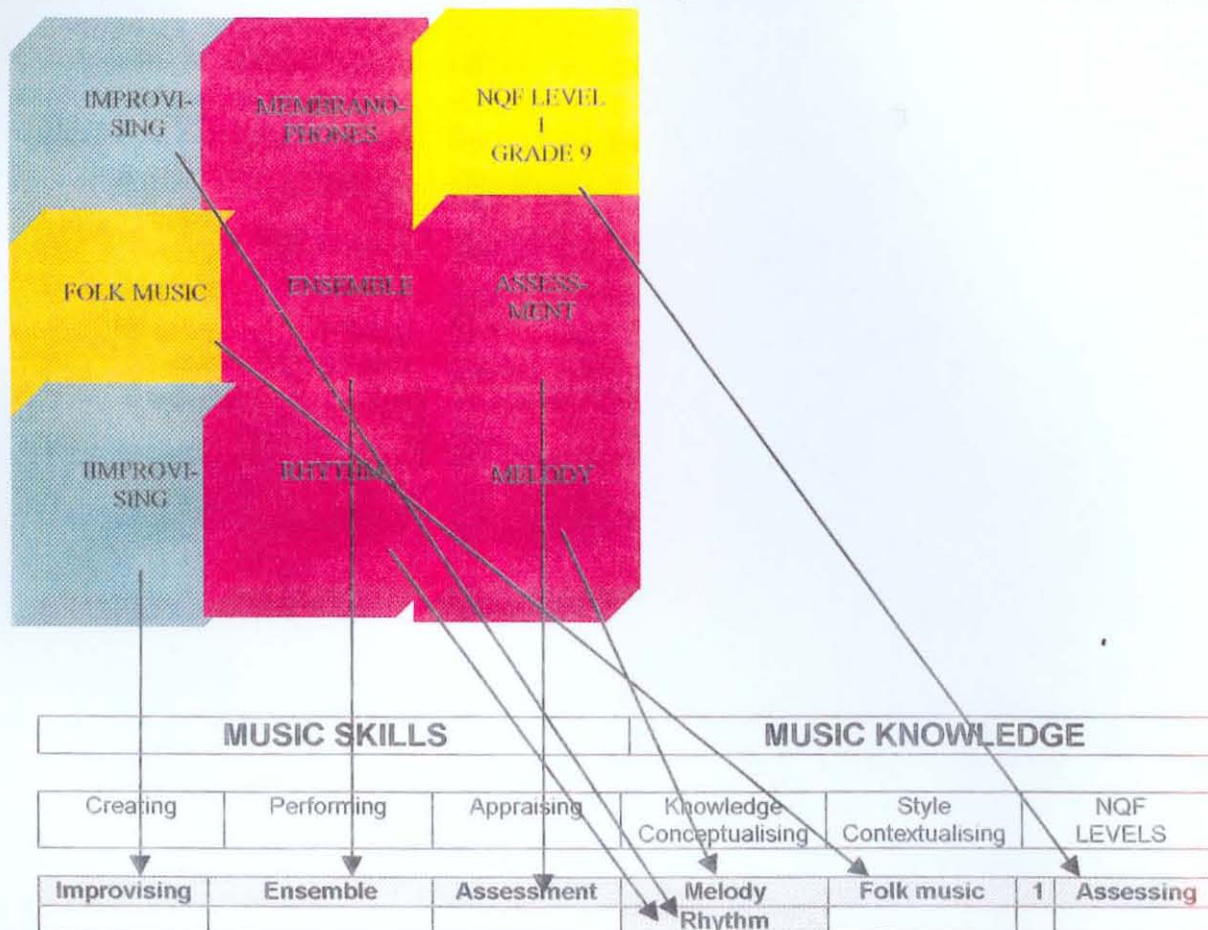 IMPROVI-
SING
MEMBRANO-
PHONES
NQF LEVEL
1
GRADE 9
FOLK MUSIC
ENSEMBLE
ASSESS-
MENT
IIMPROVI-
SING
RHYTHM
MELODY
MUSIC SKILLS MUSIC KNOWLEDGE
Creating Performing Appraising Knowledge Style NQF
Conceptualising Contextualising LEVELS
Improvising Ensemble Assessment Melody Folk music 1 Assessing
Rhythm